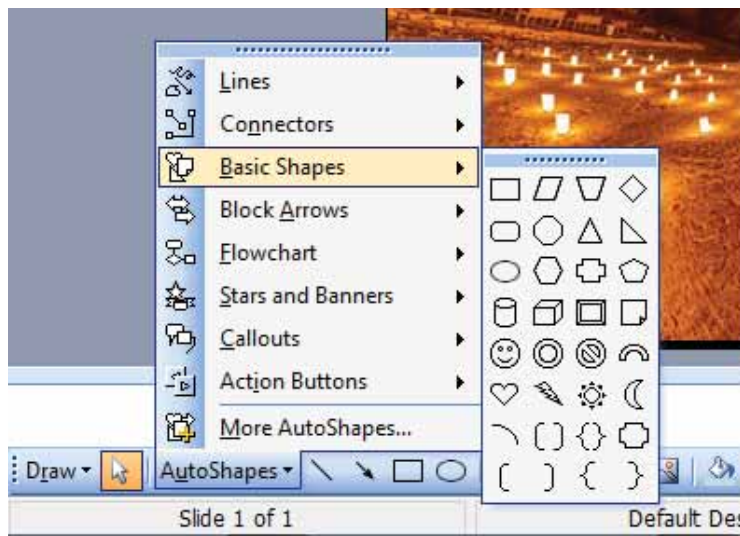 Lines
Connectors
Basic Shapes
Block Arrows
Flowchart
Stars and Banners
Callouts
Action Buttons
More AutoShapes...
Draw AutoShapes
Slide 1 of 1 Default Des